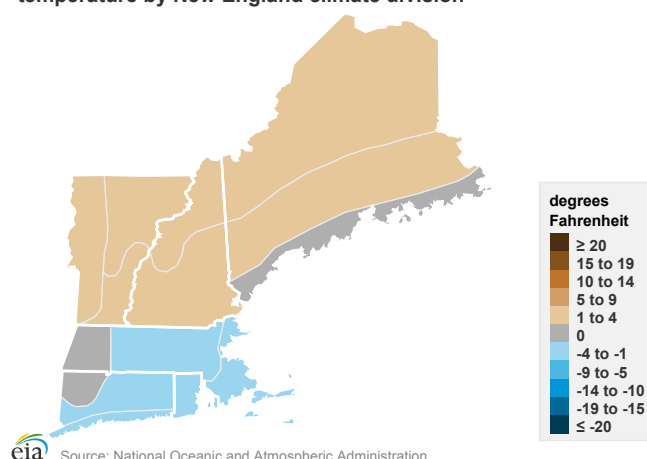 temperature by New England climate division
degrees
Fahrenheit
≥ 20
15 to 19
10 to 14
5 to 9
1 to 4
0
-4 to -1
-9 to -5
-14 to -10
-19 to -15
≤ -20
eia
Source: National Oceanic and Atmospheric Administration